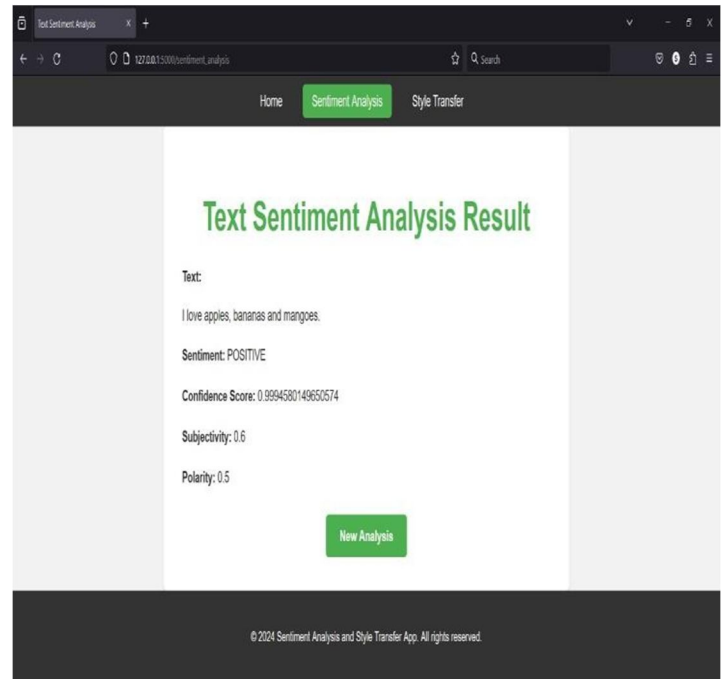 Text Sentiment Analysis
127.0.0.1:5000/sentiment_analysis
Search
Home Sentiment Analysis Style Transfer
Text Sentiment Analysis Result
Text:
I love apples, bananas and mangoes.
Sentiment: POSITIVE
Confidence Score: 0.9994580149650574
Subjectivity: 0.6
Polarity: 0.5
New Analysis
© 2024 Sentiment Analysis and Style Transfer App. All rights reserved.